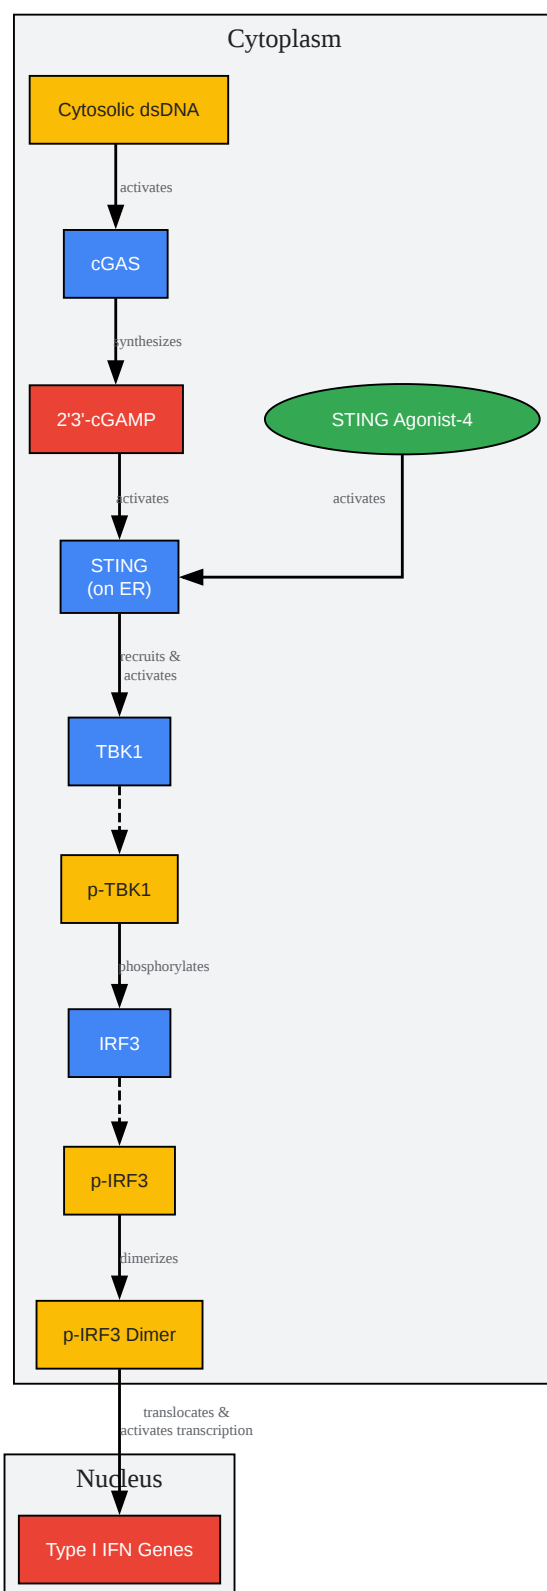 Cytoplasm
Cytosolic dsDNA
activates
cGAS
synthesizes
2'3'-cGAMP
STING Agonist-4
activates
activates
STING
(on ER)
recruits &
activates
TBK1
p-TBK1
phosphorylates
IRF3
p-IRF3
dimerizes
p-IRF3 Dimer
translocates &
activates transcription
Nucleus
Type I IFN Genes